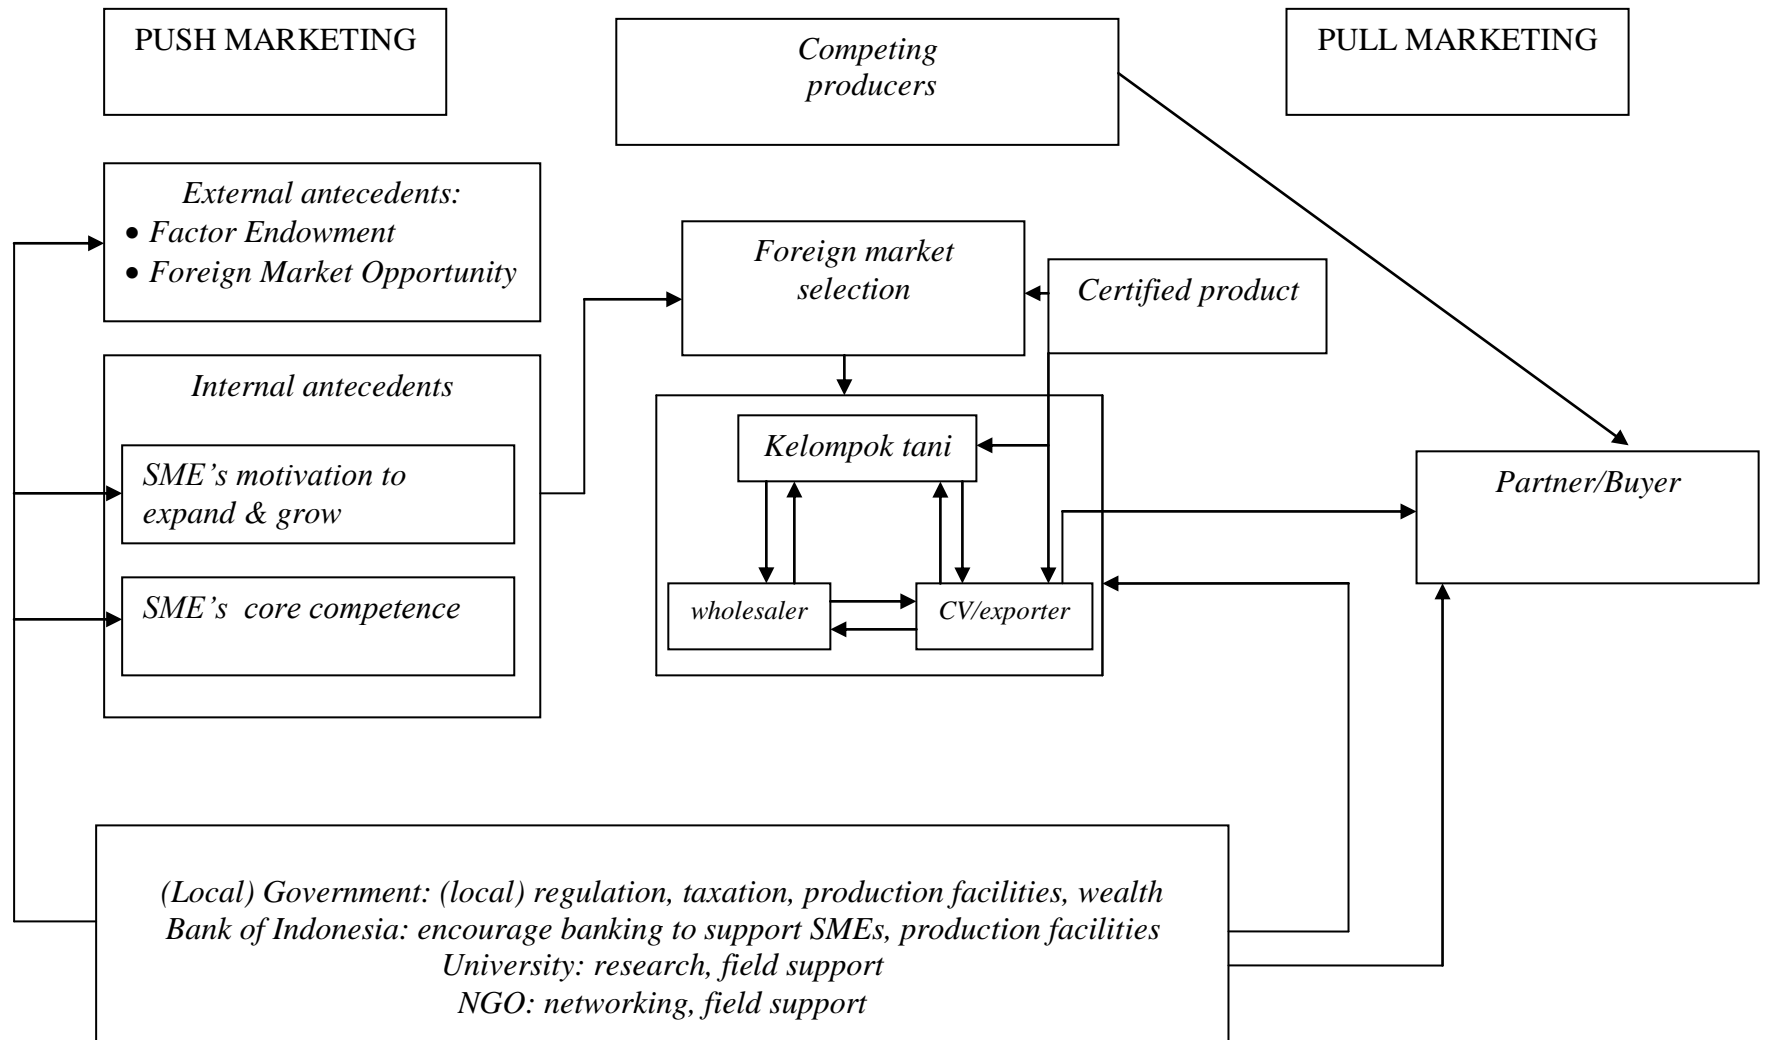 PUSH MARKETING
Competing
producers
PULL MARKETING
External antecedents:
• Factor Endowment
• Foreign Market Opportunity
Foreign market
selection
Certified product
Internal antecedents
SME’s motivation to
expand & grow
SME’s core competence
Kelompok tani
wholesaler
CV/exporter
Partner/Buyer
(Local) Government: (local) regulation, taxation, production facilities, wealth
Bank of Indonesia: encourage banking to support SMEs, production facilities
University: research, field support
NGO: networking, field support